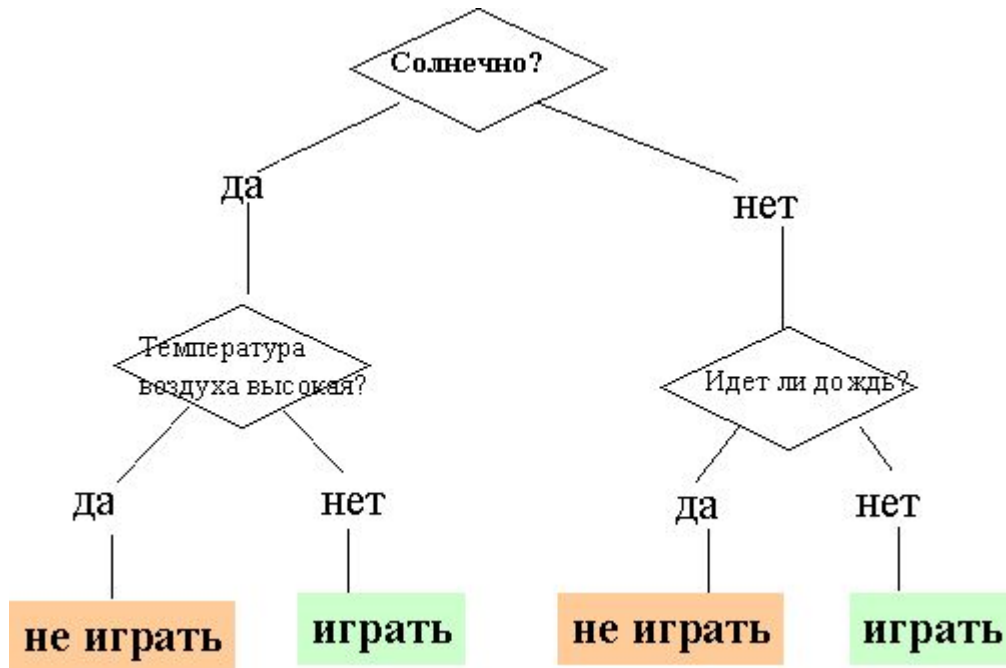 Солнечно?
да
нет
Температура
воздуха высокая?
Идет ли дождь?
да
нет
да
нет
не играть
играть
не играть
играть